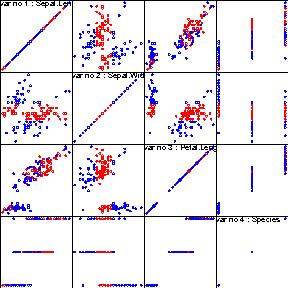 var no 1 : Sepal.Len
var no 2 : Sepal.Wid
var no 3 : Petal.Leng
var no 4 : Species